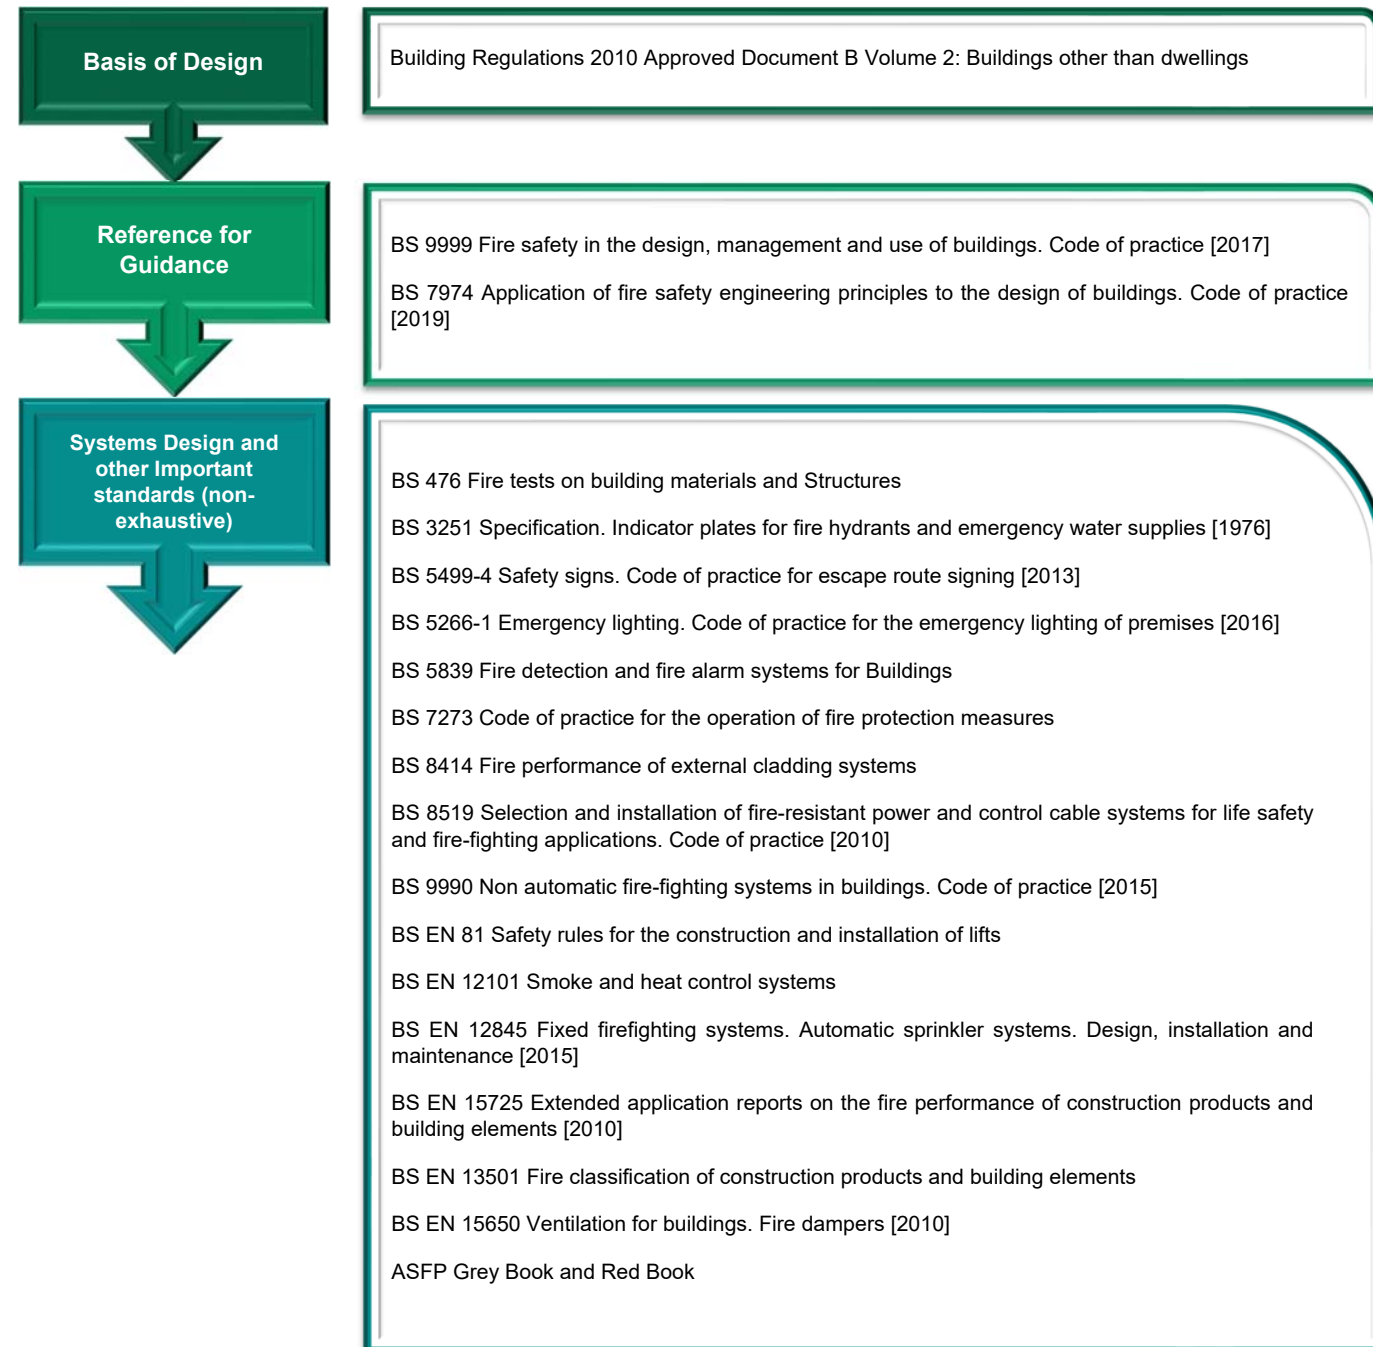 Basis of Design
Building Regulations 2010 Approved Document B Volume 2: Buildings other than dwellings
Reference for
Guidance
BS 9999 Fire safety in the design, management and use of buildings. Code of practice [2017]
BS 7974 Application of fire safety engineering principles to the design of buildings. Code of practice
[2019]
Systems Design and
other Important
standards (non-
exhaustive)
BS 476 Fire tests on building materials and Structures
BS 3251 Specification. Indicator plates for fire hydrants and emergency water supplies [1976]
BS 5499-4 Safety signs. Code of practice for escape route signing [2013]
BS 5266-1 Emergency lighting. Code of practice for the emergency lighting of premises [2016]
BS 5839 Fire detection and fire alarm systems for Buildings
BS 7273 Code of practice for the operation of fire protection measures
BS 8414 Fire performance of external cladding systems
BS 8519 Selection and installation of fire-resistant power and control cable systems for life safety
and fire-fighting applications. Code of practice [2010]
BS 9990 Non automatic fire-fighting systems in buildings. Code of practice [2015]
BS EN 81 Safety rules for the construction and installation of lifts
BS EN 12101 Smoke and heat control systems
BS EN 12845 Fixed firefighting systems. Automatic sprinkler systems. Design, installation and
maintenance [2015]
BS EN 15725 Extended application reports on the fire performance of construction products and
building elements [2010]
BS EN 13501 Fire classification of construction products and building elements
BS EN 15650 Ventilation for buildings. Fire dampers [2010]
ASFP Grey Book and Red Book